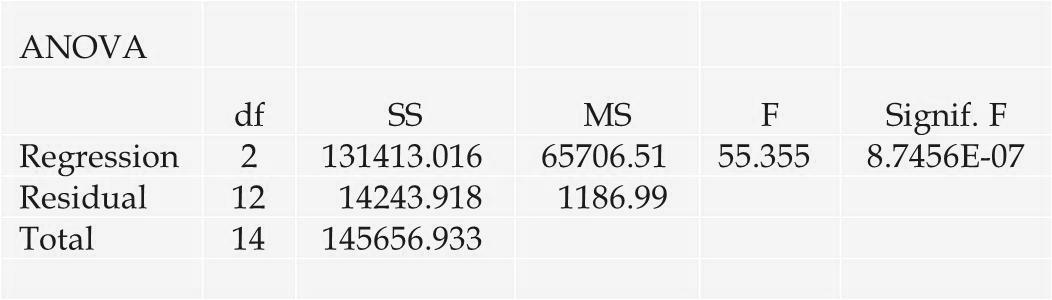 ANOVA
df SS MS F Signif. F
Regression 2 131413.016 65706.51 55.355 8.7456E-07
Residual 12 14243.918 1186.99
Total 14 145656.933